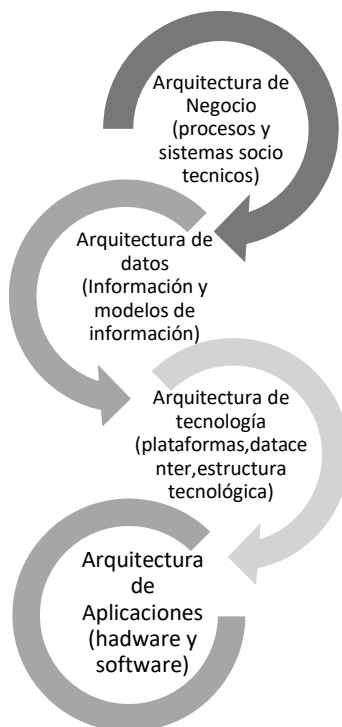 Arquitectura de
Negocio
(procesos y
sistemas socio
tecnicos)
Arquitectura de
datos
(Información y
modelos de
información)
Arquitectura de
tecnología
(plataformas,datace
nter,estructura
tecnológica)
Arquitectura
de
Aplicaciones
(hadware y
software)